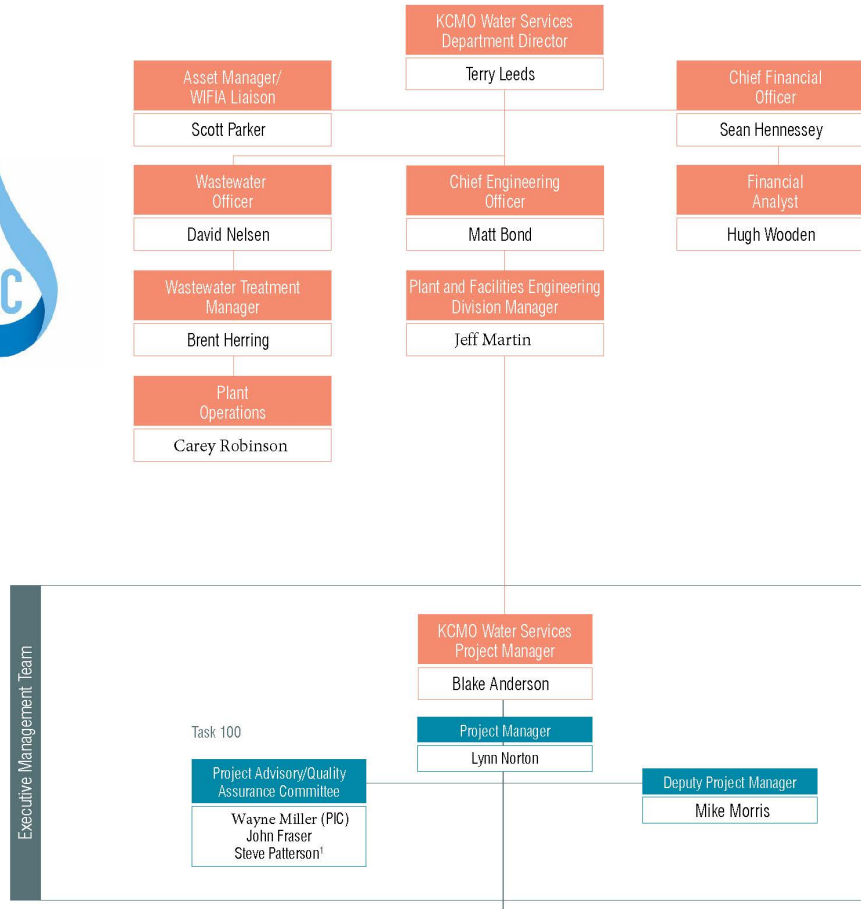 KCMO Water Services
Department Director
Terry Leeds
Asset Manager/
WIFIA Liaison
Scott Parker
Chief Financial
Officer
Sean Hennessey
Wastewater
Officer
David Nelsen
Chief Engineering
Officer
Matt Bond
Financial
Analyst
Hugh Wooden
C
Wastewater Treatment
Manager
Brent Herring
Plant and Facilities Engineering
Division Manager
Jeff Martin
Plant
Operations
Carey Robinson
Executive Management Team
KCMO Water Services
Project Manager
Blake Anderson
Project Manager
Lynn Norton
Task 100
Project Advisory/Quality
Assurance Committee
Wayne Miller (PIC)
John Fraser
Steve Patterson¹
Deputy Project Manager
Mike Morris